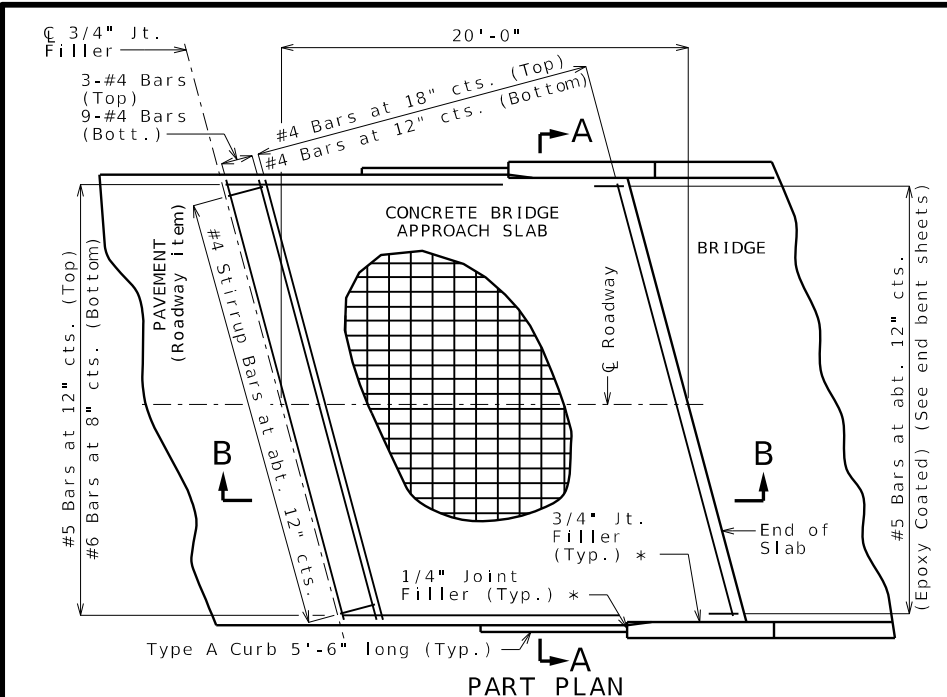 ℄ 3/4" Jt.
Filler
3-#4 Bars
(Top)
9-#4 Bars
(Bott.)
20'-0"
#4 Bars at 18" cts. (Top)
#4 Bars at 12" cts. (Bottom)
A
CONCRETE BRIDGE
APPROACH SLAB
BRIDGE
PAVEMENT
(Roadway item)
#4 Stirrup Bars at abt. 12" cts.
#5 Bars at 12" cts. (Top)
#6 Bars at 8" cts. (Bottom)
℄ Roadway
#5 Bars at abt. 12" cts.
(Epoxy Coated) (See end bent sheets)
B
B
3/4" Jt.
Filler
(Typ.) *
End of
Slab
1/4" Joint
Filler (Typ.) *
Type A Curb 5'-6" long (Typ.)
A
PART PLAN